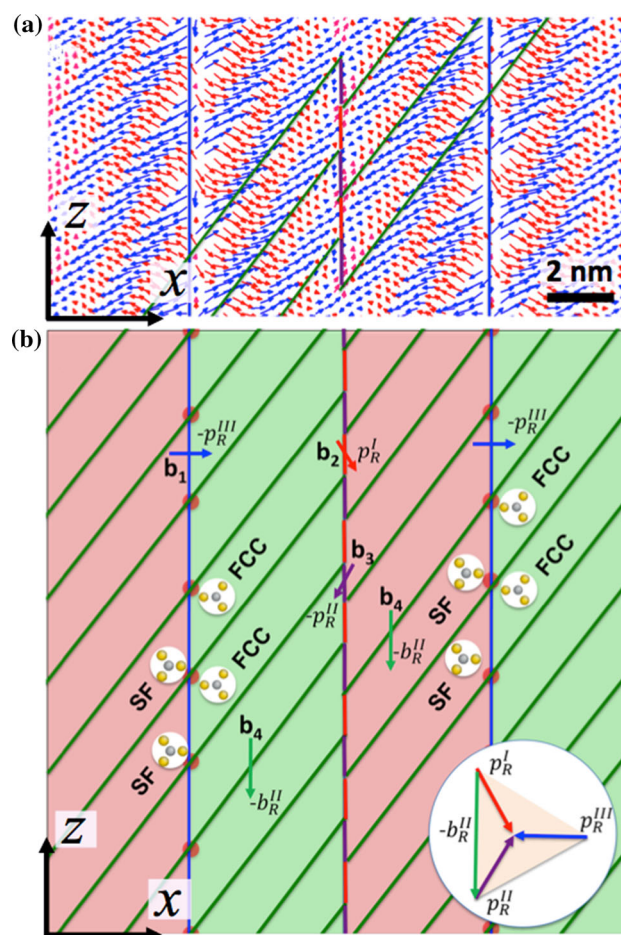 (a)
z
x
2 nm
(b)
-p_R^{III}
b₁
b₂
p_R^I
-p_R^{III}
FCC
FCC
b₃
-p_R^{II}
FCC
FCC
b₄
-b_R^{II}
SF
SF
SF
SF
b₄
-b_R^{II}
z
x
p_R^I
-b_R^{II}
p_R^{III}
p_R^{II}